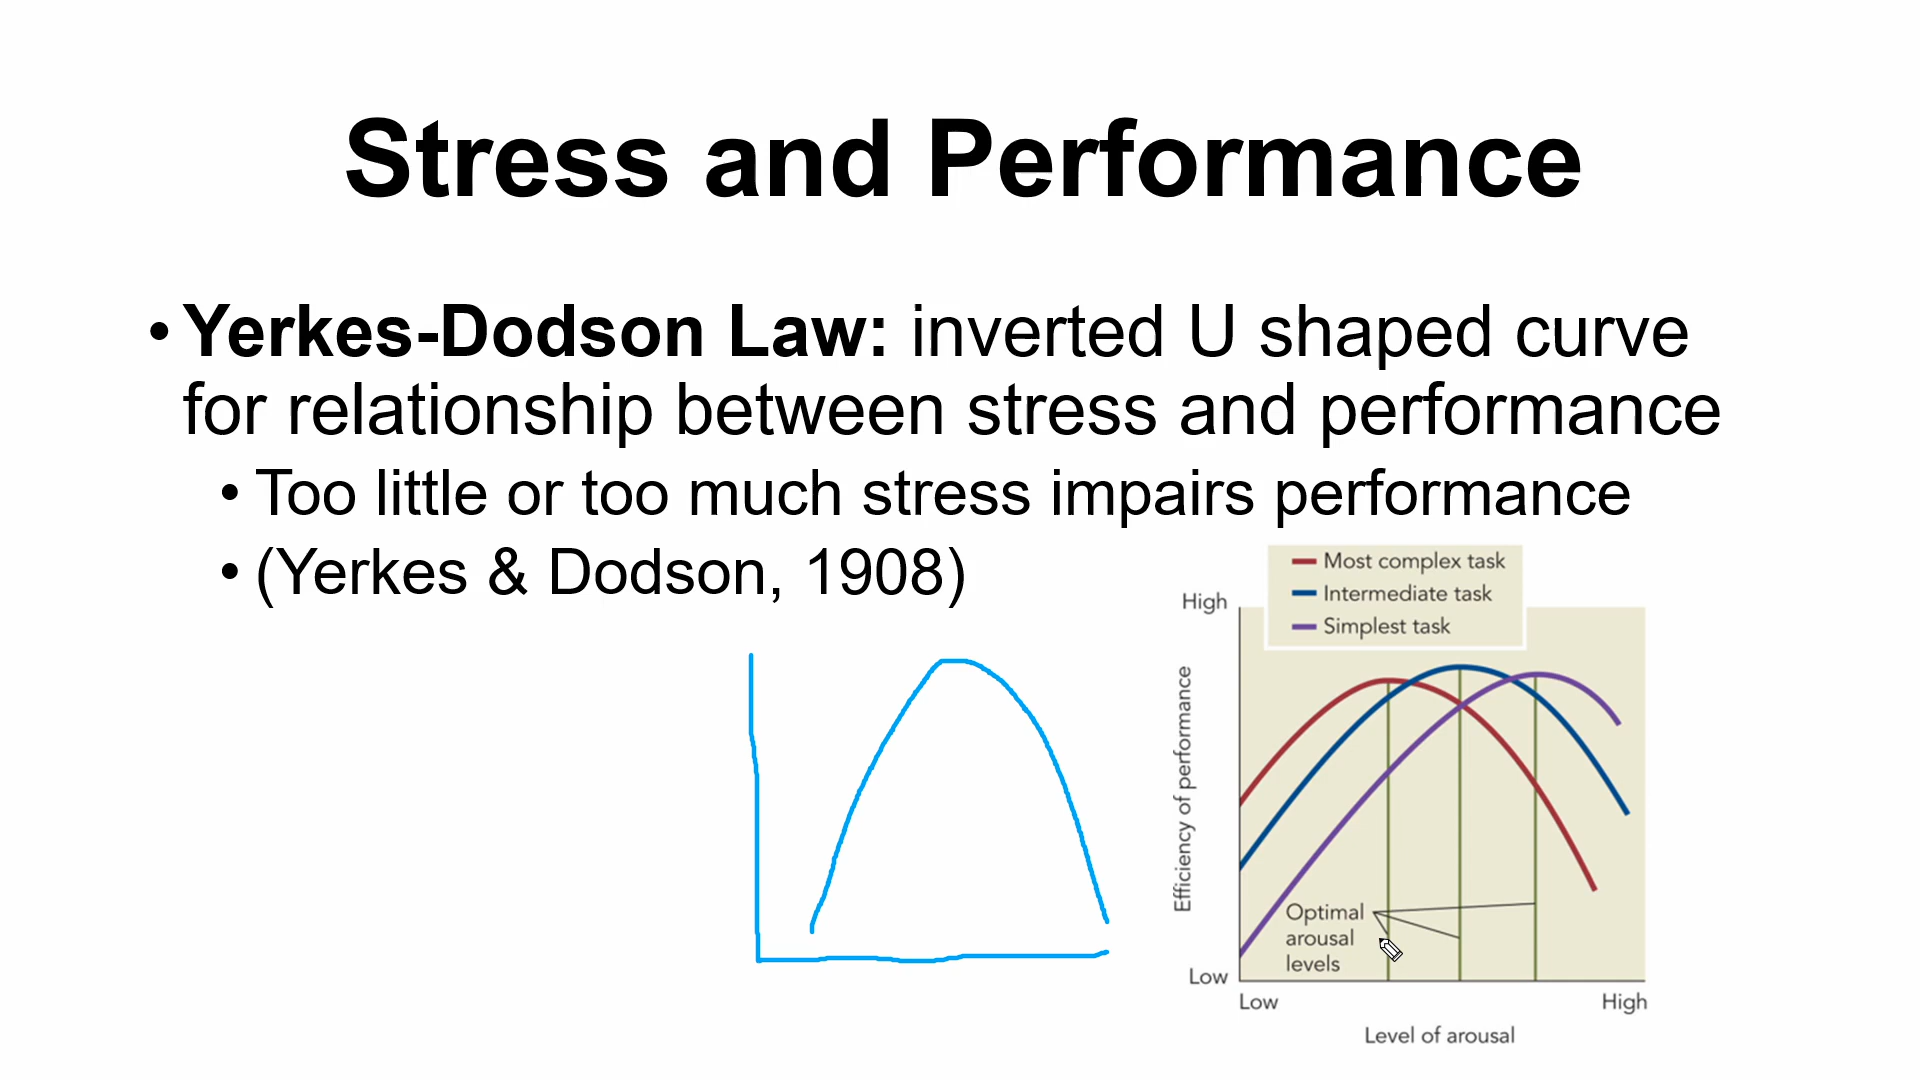 Stress and Performance
• Yerkes-Dodson Law: inverted U shaped curve
for relationship between stress and performance
• Too little or too much stress impairs performance
• (Yerkes & Dodson, 1908)
Most complex task
Intermediate task
Simplest task
High
Efficiency of performance
Optimal
arousal
levels
Low
Low
High
Level of arousal